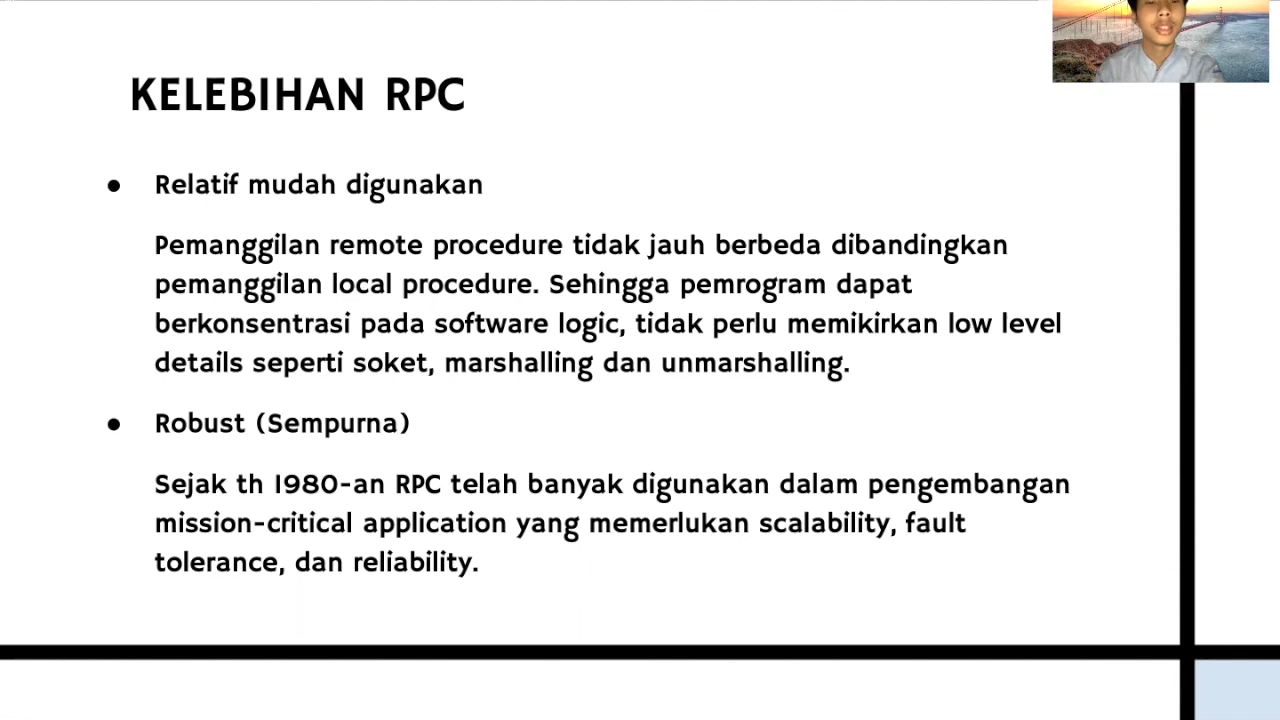 KELEBIHAN RPC
● Relatif mudah digunakan
Pemanggilan remote procedure tidak jauh berbeda dibandingkan
pemanggilan local procedure. Sehingga pemrogram dapat
berkonsentrasi pada software logic, tidak perlu memikirkan low level
details seperti soket, marshalling dan unmarshalling.
● Robust (Sempurna)
Sejak th 1980-an RPC telah banyak digunakan dalam pengembangan
mission-critical application yang memerlukan scalability, fault
tolerance, dan reliability.